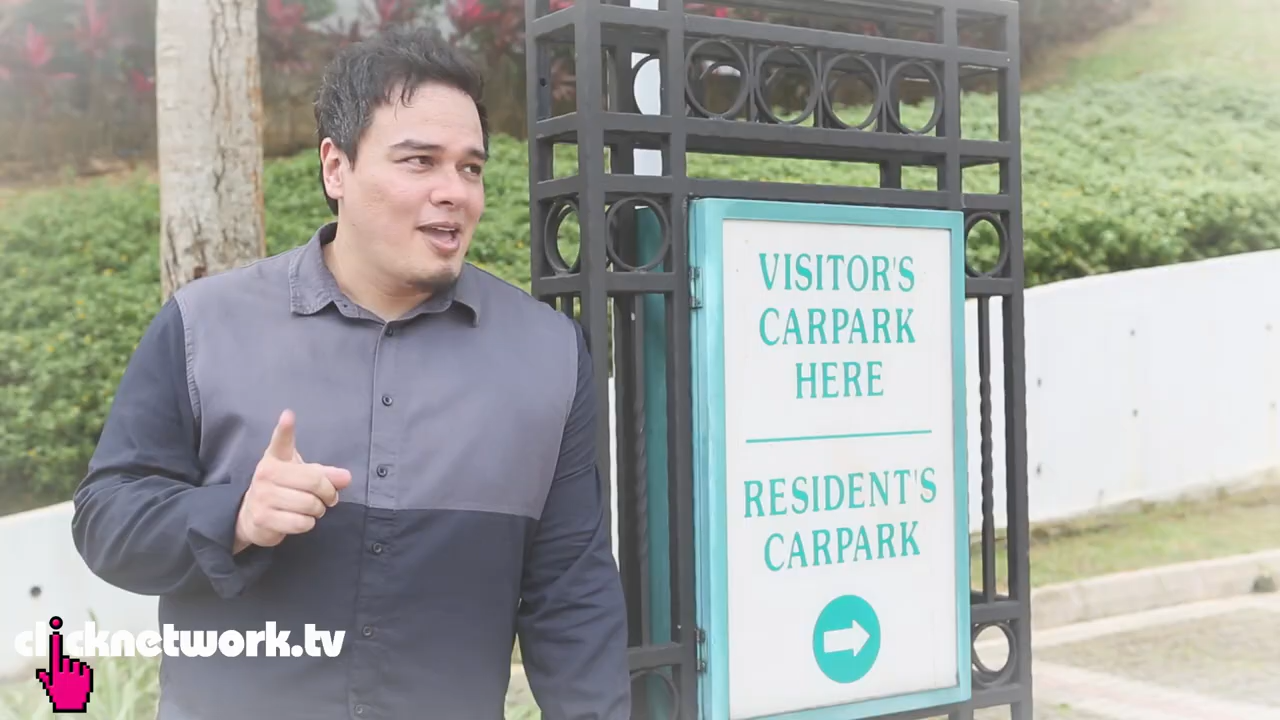 VISITOR'S
CARPARK
HERE
RESIDENT'S
CARPARK
clicknetwork.tv